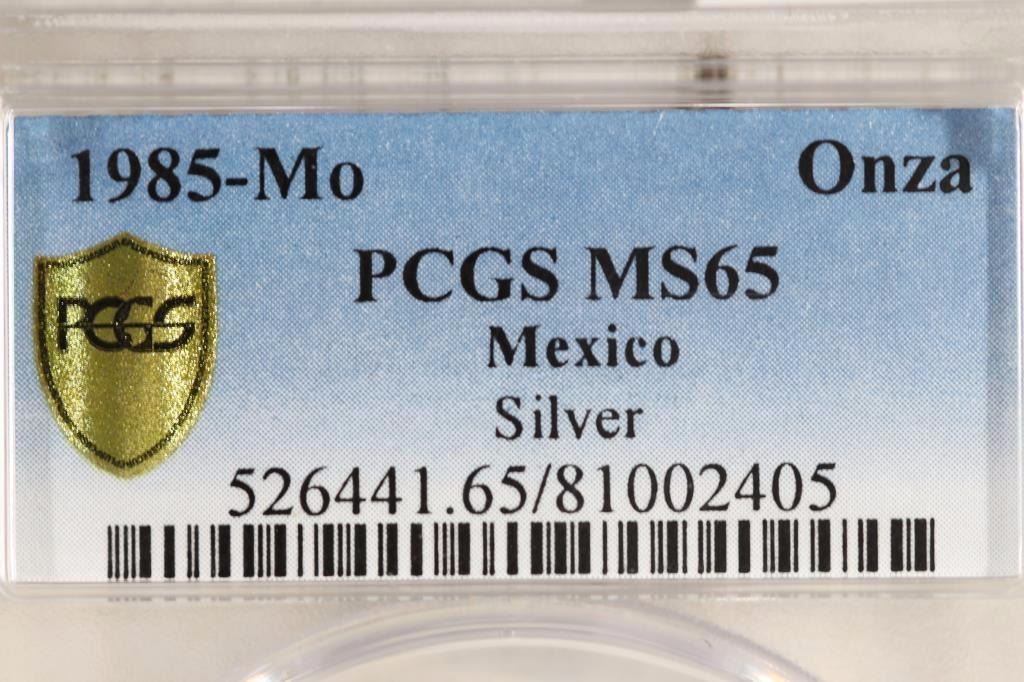 1985-Mo Onza
PCGS MS65
PCGS
Mexico
Silver
526441.65/81002405